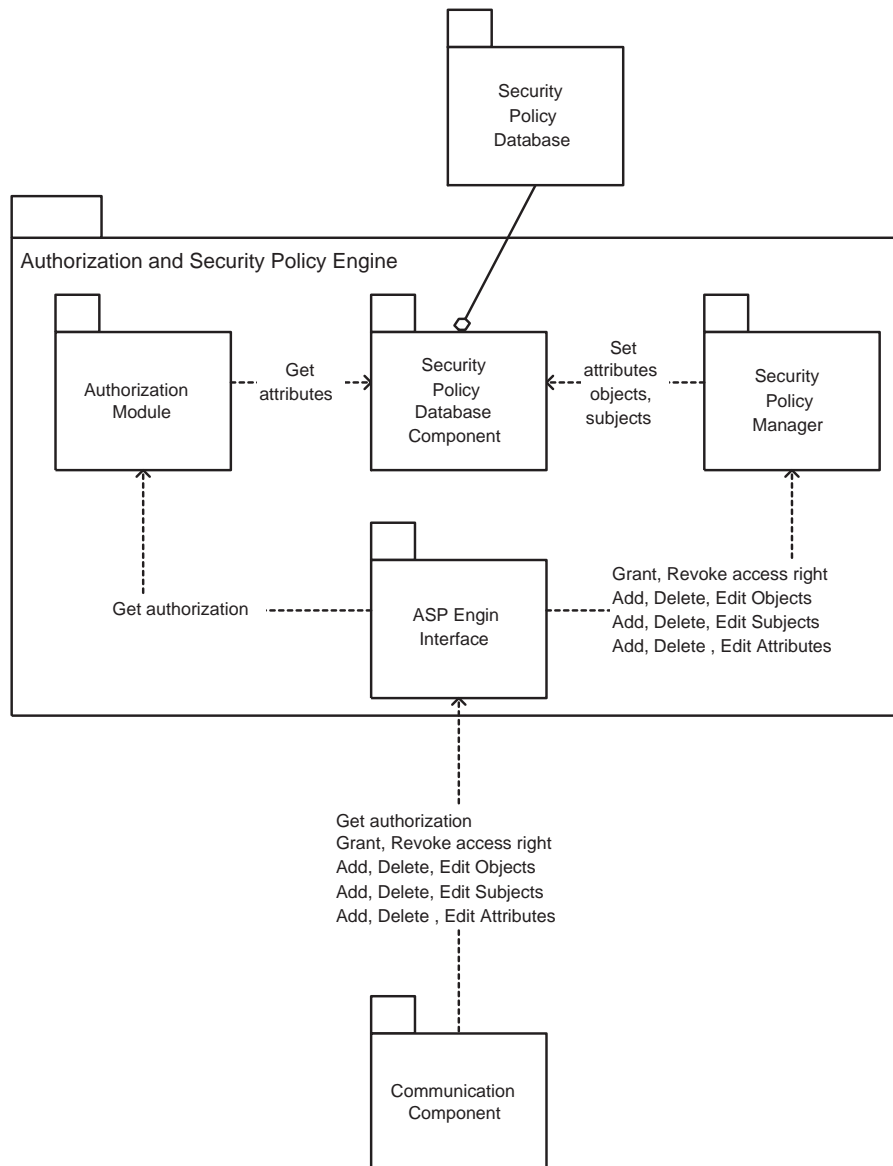 Security
Policy
Database
Authorization and Security Policy Engine
Authorization
Module
Get
attributes
Security
Policy
Database
Component
Set
attributes
objects,
subjects
Security
Policy
Manager
Get authorization
ASP Engin
Interface
Grant, Revoke access right
Add, Delete, Edit Objects
Add, Delete, Edit Subjects
Add, Delete , Edit Attributes
Get authorization
Grant, Revoke access right
Add, Delete, Edit Objects
Add, Delete, Edit Subjects
Add, Delete , Edit Attributes
Communication
Component